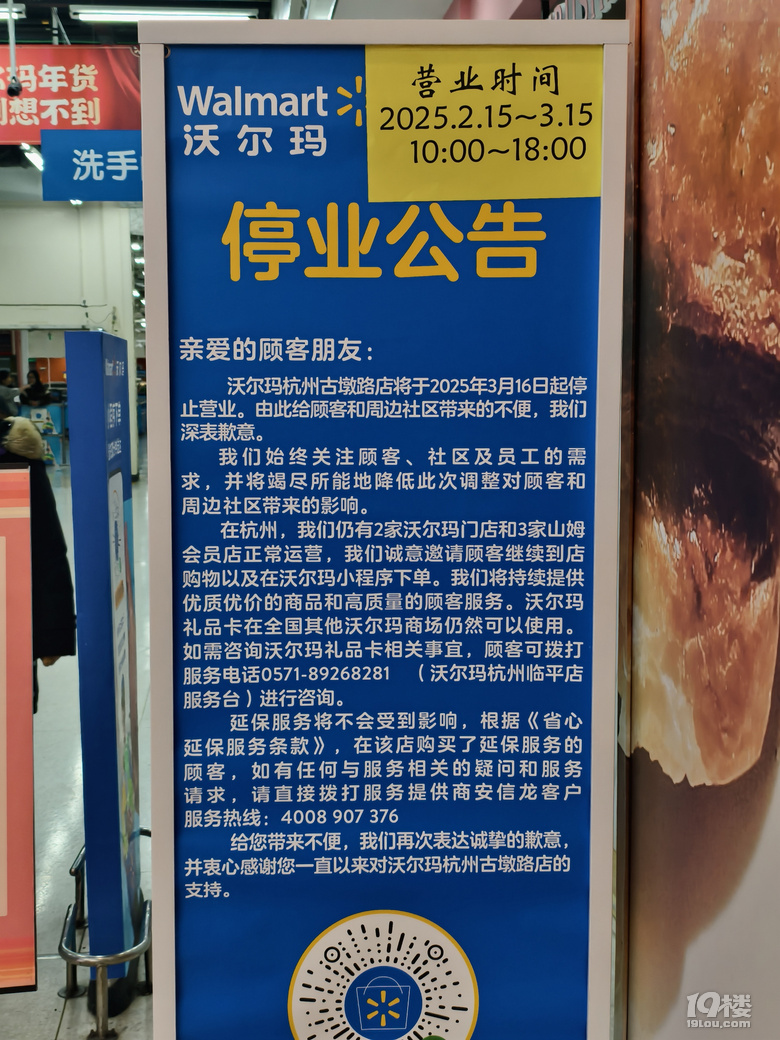 玛年货
想不到
洗手
Walmart
沃尔玛
营业时间
2025.2.15~3.15
10:00~18:00
停业公告
亲爱的顾客朋友：
沃尔玛杭州古墩路店将于2025年3月16日起停
止营业。由此给顾客和周边社区带来的不便，我们
深表歉意。
我们始终关注顾客、社区及员工的需
求，并将竭尽所能地降低此次调整对顾客和
周边社区带来的影响。
在杭州，我们仍有2家沃尔玛门店和3家山姆
会员店正常运营，我们诚意邀请顾客继续到店
购物以及在沃尔玛小程序下单。我们将持续提供
优质优价的商品和高质量的顾客服务。沃尔玛
礼品卡在全国其他沃尔玛商场仍然可以使用。
如需咨询沃尔玛礼品卡相关事宜，顾客可拨打
服务电话0571-89268281 （沃尔玛杭州临平店
服务台）进行咨询。
延保服务将不会受到影响，根据《省心
延保服务条款》，在该店购买了延保服务的
顾客，如有任何与服务相关的疑问和服务
请求，请直接拨打服务提供商安信龙客户
服务热线：4008 907 376
给您带来不便，我们再次表达诚挚的歉意，
并衷心感谢您一直以来对沃尔玛杭州古墩路店的
支持。
19楼
19lou.com